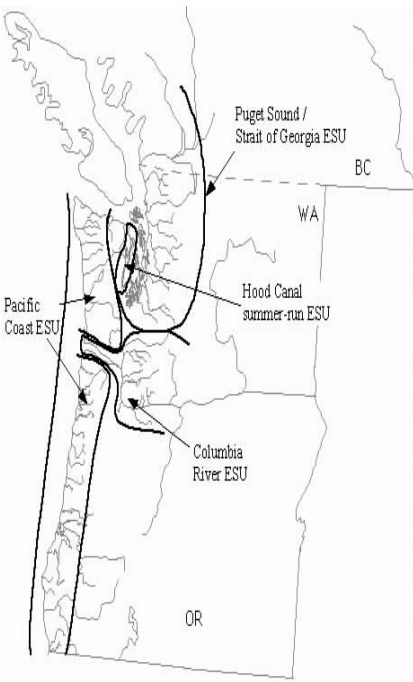 Puget Sound /
Strait of Georgia ESU
BC
WA
Hood Canal
summer-run ESU
Pacific
Coast ESU
Columbia
River ESU
OR